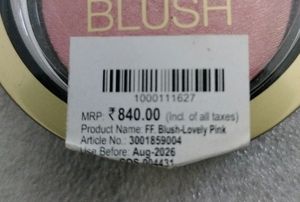 BLUSH
1000111627
MRP: ₹840.00 (Incl. of all taxes)
Product Name: FF. Blush-Lovely Pink
Article No.: 3001859004
Use Before: Aug-2026